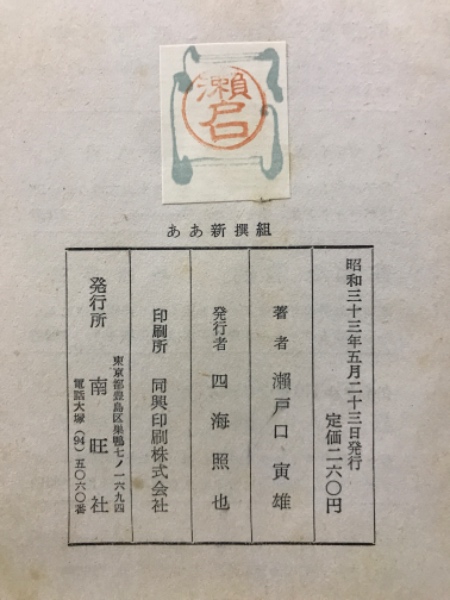 瀬戸口
ああ新撰組
昭和三十三年五月二十三日発行
定価二六〇円
著者 瀬戸口寅雄
発行者 四海照也
印刷所 同興印刷株式会社
東京都豊島区巣鴨七ノ一六九四
発行所 南旺社
電話大塚(94)五〇六〇番